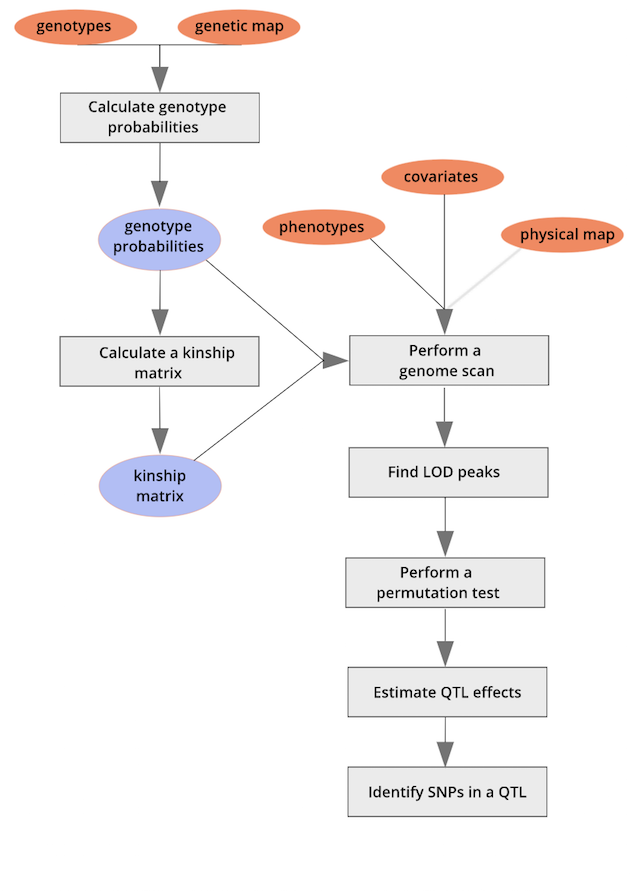 genotypes
genetic map
Calculate genotype
probabilities
covariates
phenotypes
physical map
genotype
probabilities
Calculate a kinship
matrix
Perform a
genome scan
kinship
matrix
Find LOD peaks
Perform a
permutation test
Estimate QTL effects
Identify SNPs in a QTL